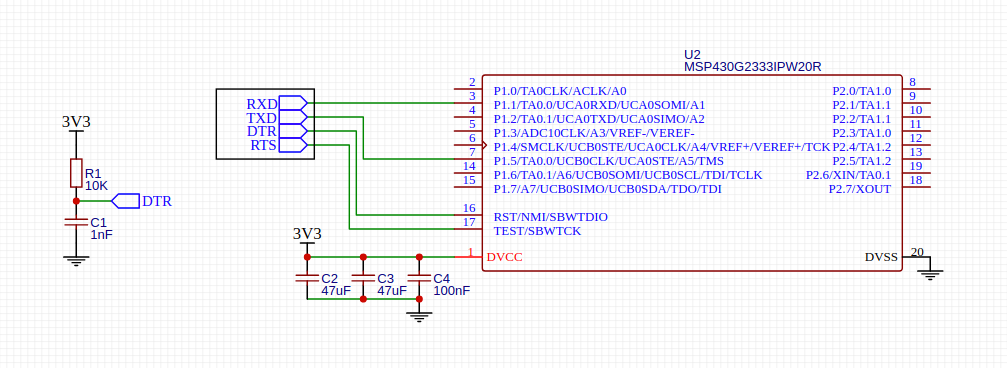 U2
MSP430G2333IPW20R
2 P1.0/TA0CLK/ACLK/A0 P2.0/TA1.0 8
RXD 3 P1.1/TA0.0/UCA0RXD/UCA0SOMI/A1 P2.1/TA1.1 9
TXD 4 P1.2/TA0.1/UCA0TXD/UCA0SIMO/A2 P2.2/TA1.1 10
DTR 5 P1.3/ADC10CLK/A3/VREF-/VEREF- P2.3/TA1.0 11
RTS 6 P1.4/SMCLK/UCB0STE/UCA0CLK/A4/VREF+/VEREF+/TCK P2.4/TA1.2 12
7 P1.5/TA0.0/UCB0CLK/UCA0STE/A5/TMS P2.5/TA1.2 13
14 P1.6/TA0.1/A6/UCB0SOMI/UCB0SCL/TDI/TCLK P2.6/XIN/TA0.1 19
15 P1.7/A7/UCB0SIMO/UCB0SDA/TDO/TDI P2.7/XOUT 18
16 RST/NMI/SBWTDIO
17 TEST/SBWTCK
1 DVCC DVSS 20
3V3
R1
10K
DTR
C1
1nF
3V3
C2
47uF
C3
47uF
C4
100nF